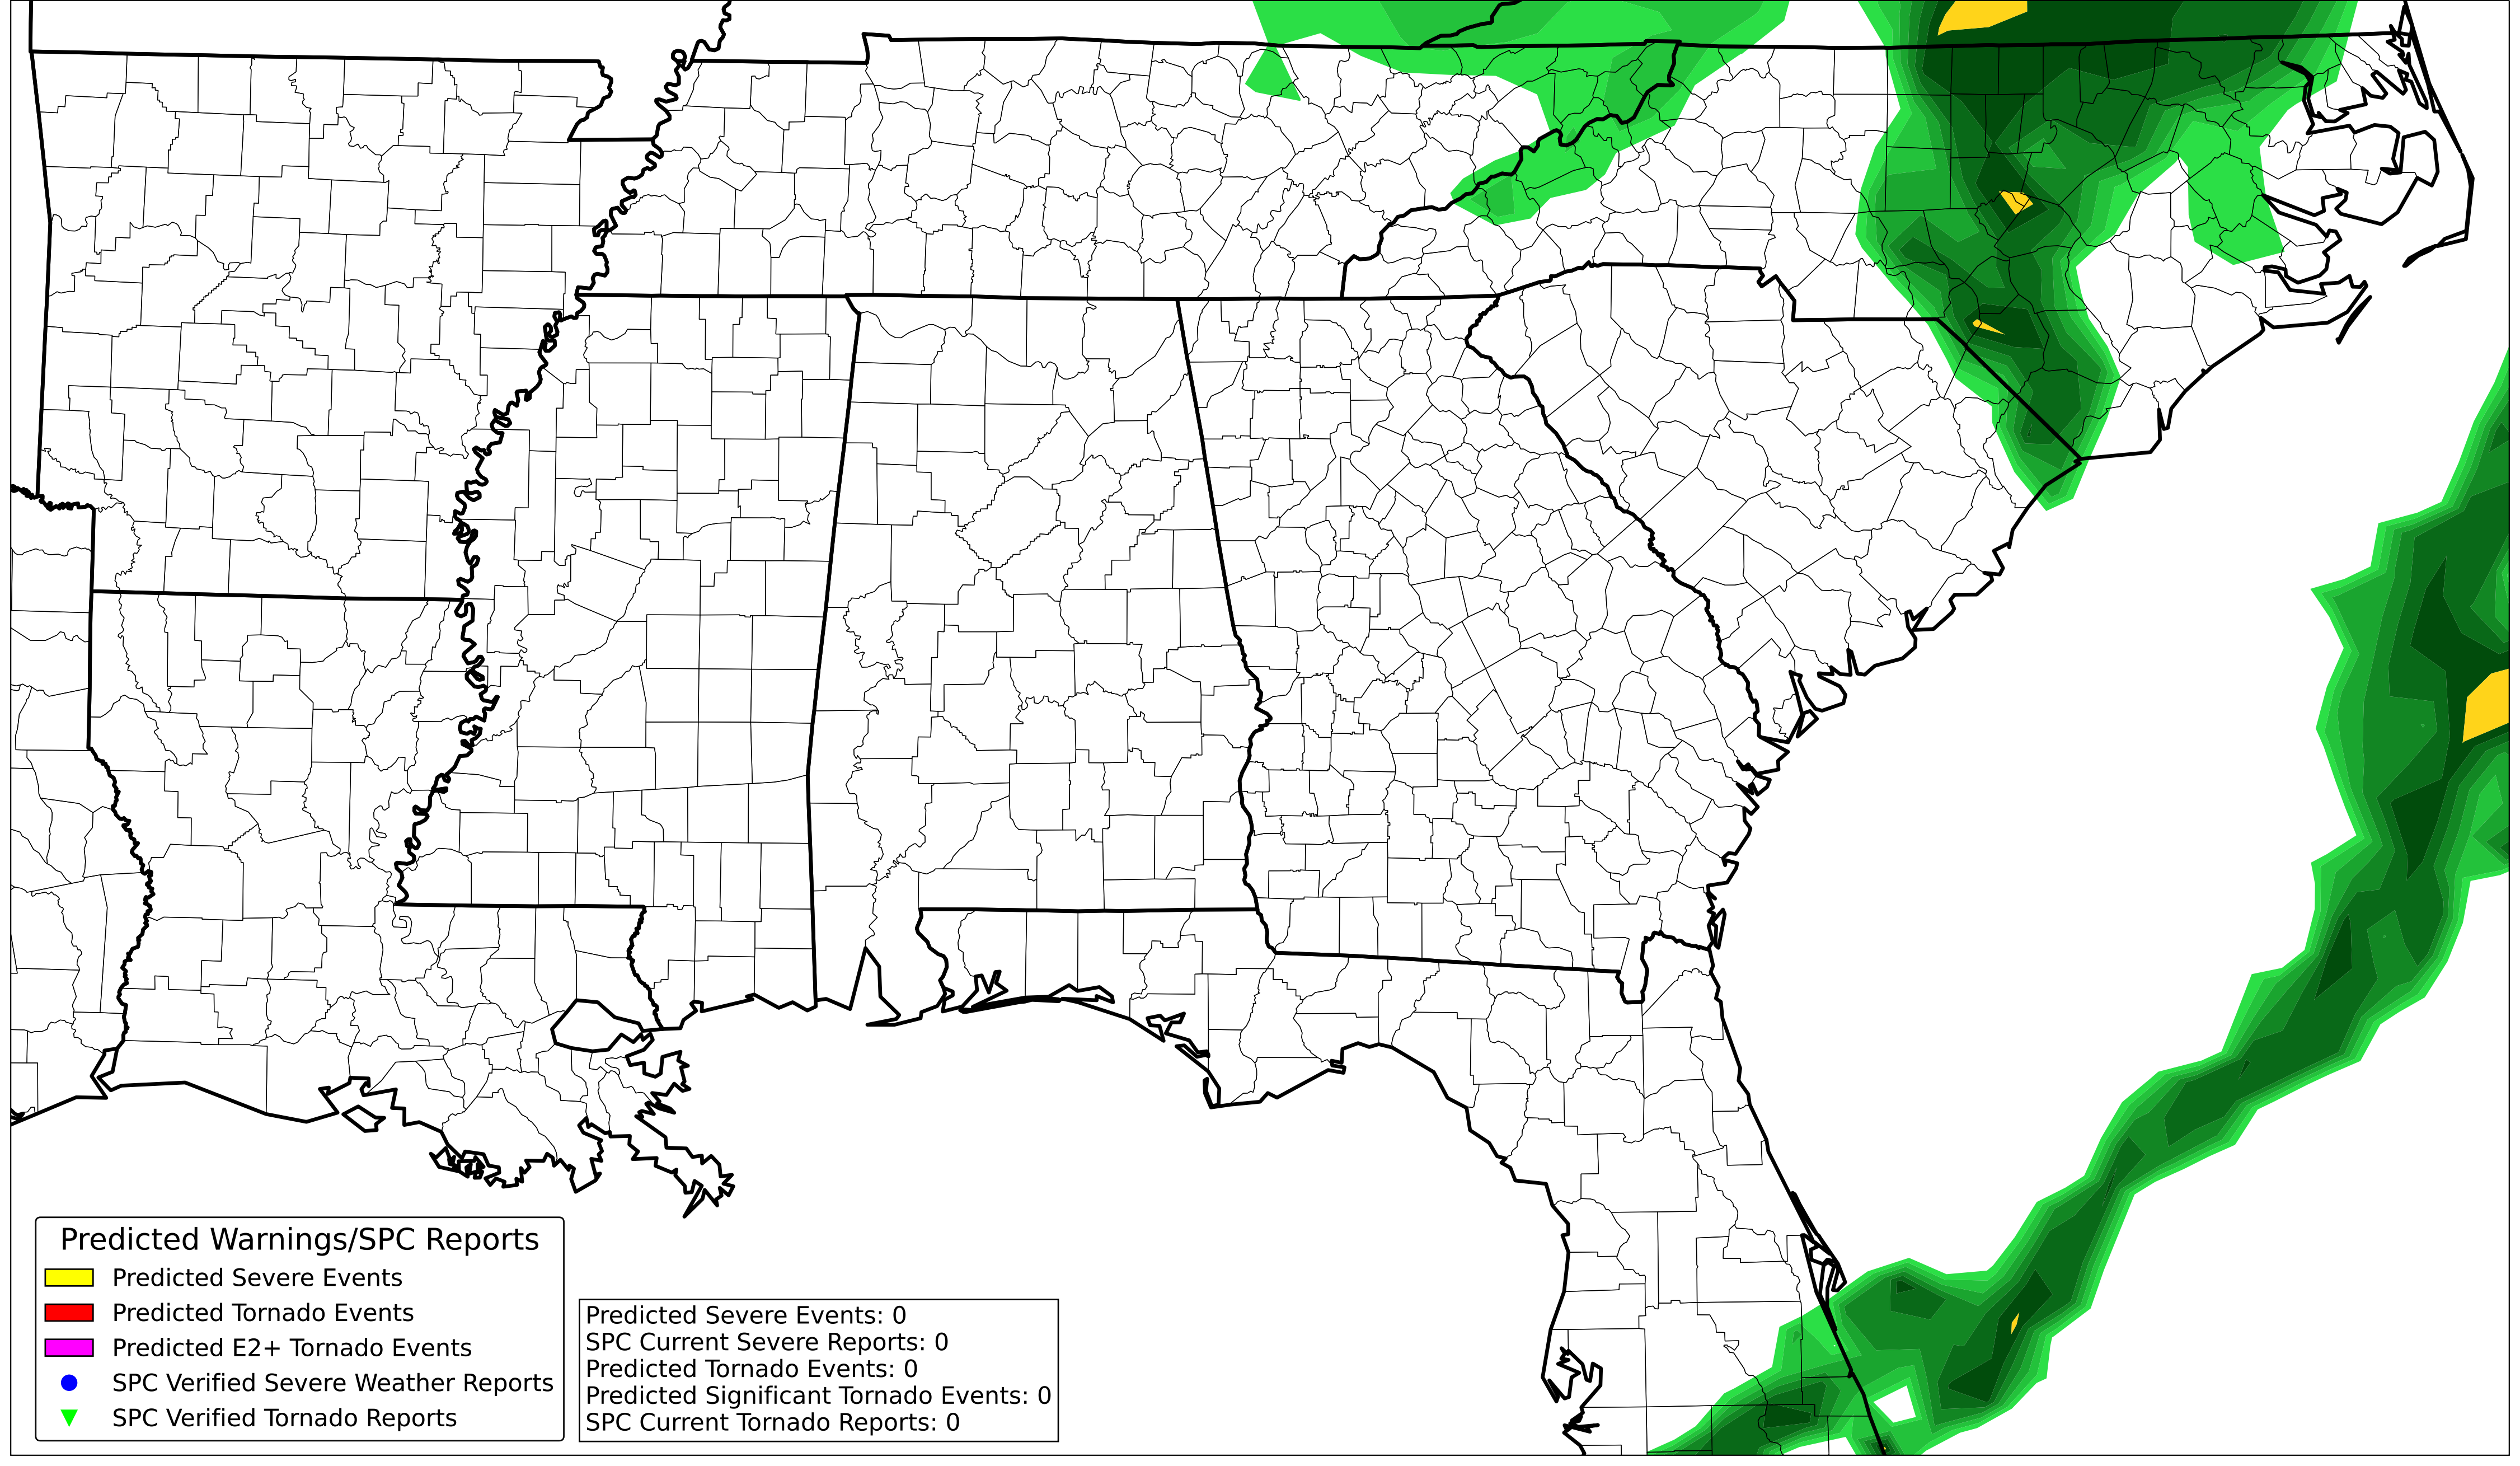 Predicted Warnings/SPC Reports
Predicted Severe Events
Predicted Tornado Events
Predicted E2+ Tornado Events
SPC Verified Severe Weather Reports
SPC Verified Tornado Reports
Predicted Severe Events: 0
SPC Current Severe Reports: 0
Predicted Tornado Events: 0
Predicted Significant Tornado Events: 0
SPC Current Tornado Reports: 0